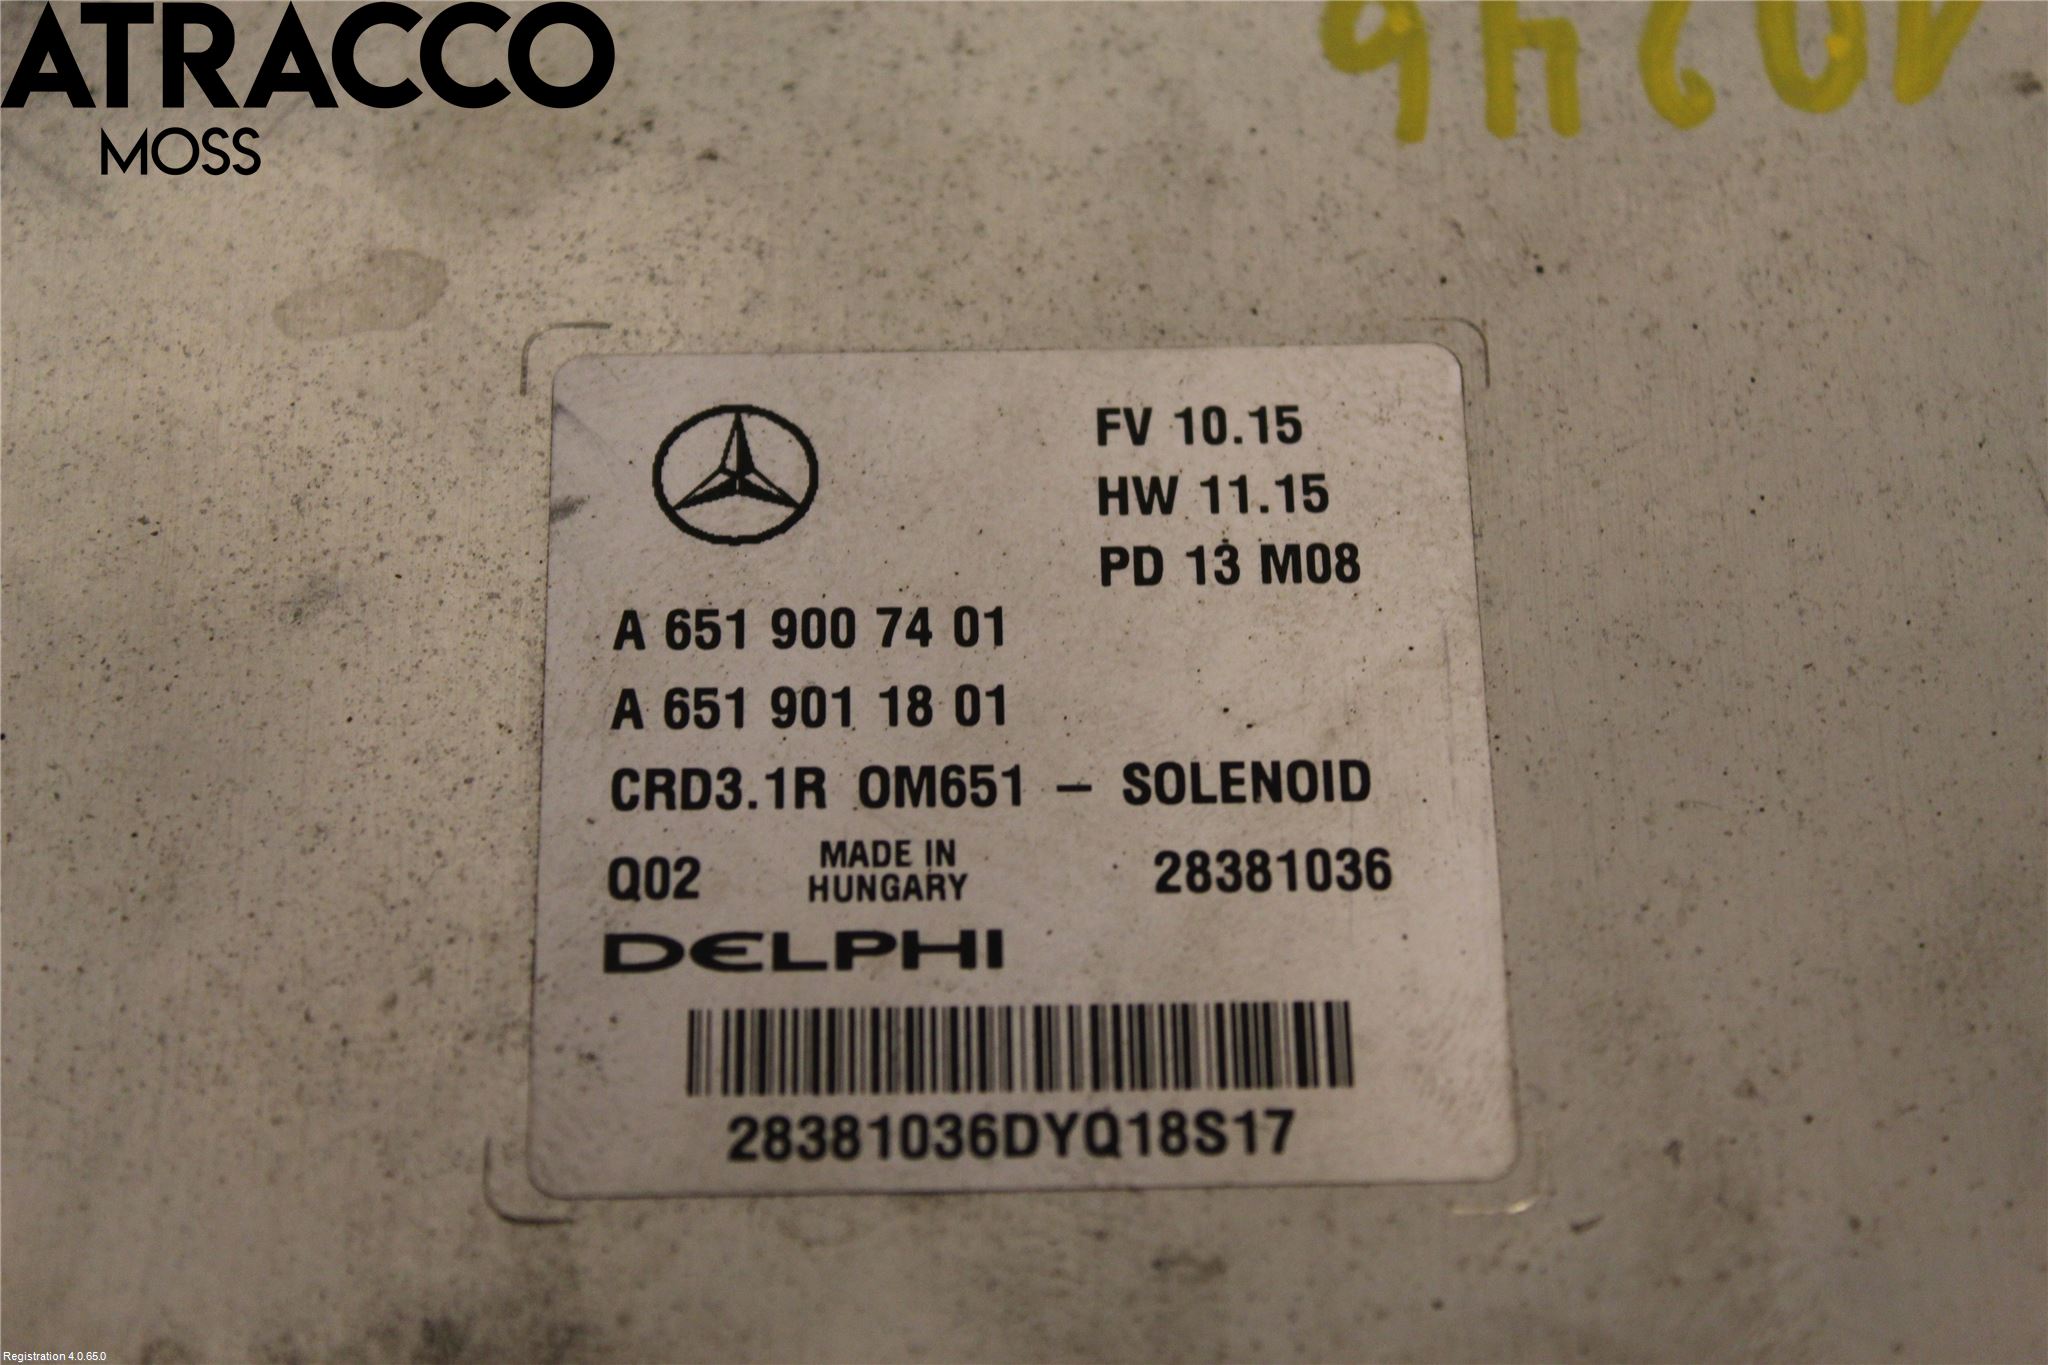 ATRACCO
MOSS
FV 10.15
HW 11.15
PD 13 M08
A 651 900 74 01
A 651 901 18 01
CRD3.1R OM651 – SOLENOID
Q02 MADE IN HUNGARY 28381036
DELPHI
28381036DYQ18S17
Registration 4.0.65.0